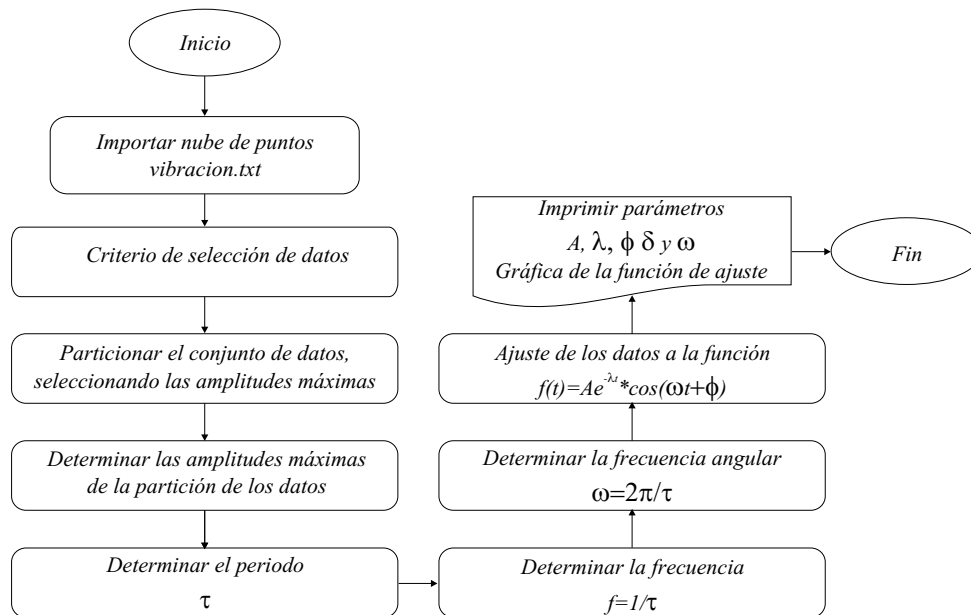 Inicio
Importar nube de puntos
vibracion.txt
Criterio de selección de datos
Particionar el conjunto de datos,
seleccionando las amplitudes máximas
Determinar las amplitudes máximas
de la partición de los datos
Determinar el periodo
τ
Determinar la frecuencia
f=1/τ
Determinar la frecuencia angular
ω=2π/τ
Ajuste de los datos a la función
f(t)=Ae^-λt*cos(ωt+ϕ)
Imprimir parámetros
A, λ, ϕ δ y ω
Gráfica de la función de ajuste
Fin